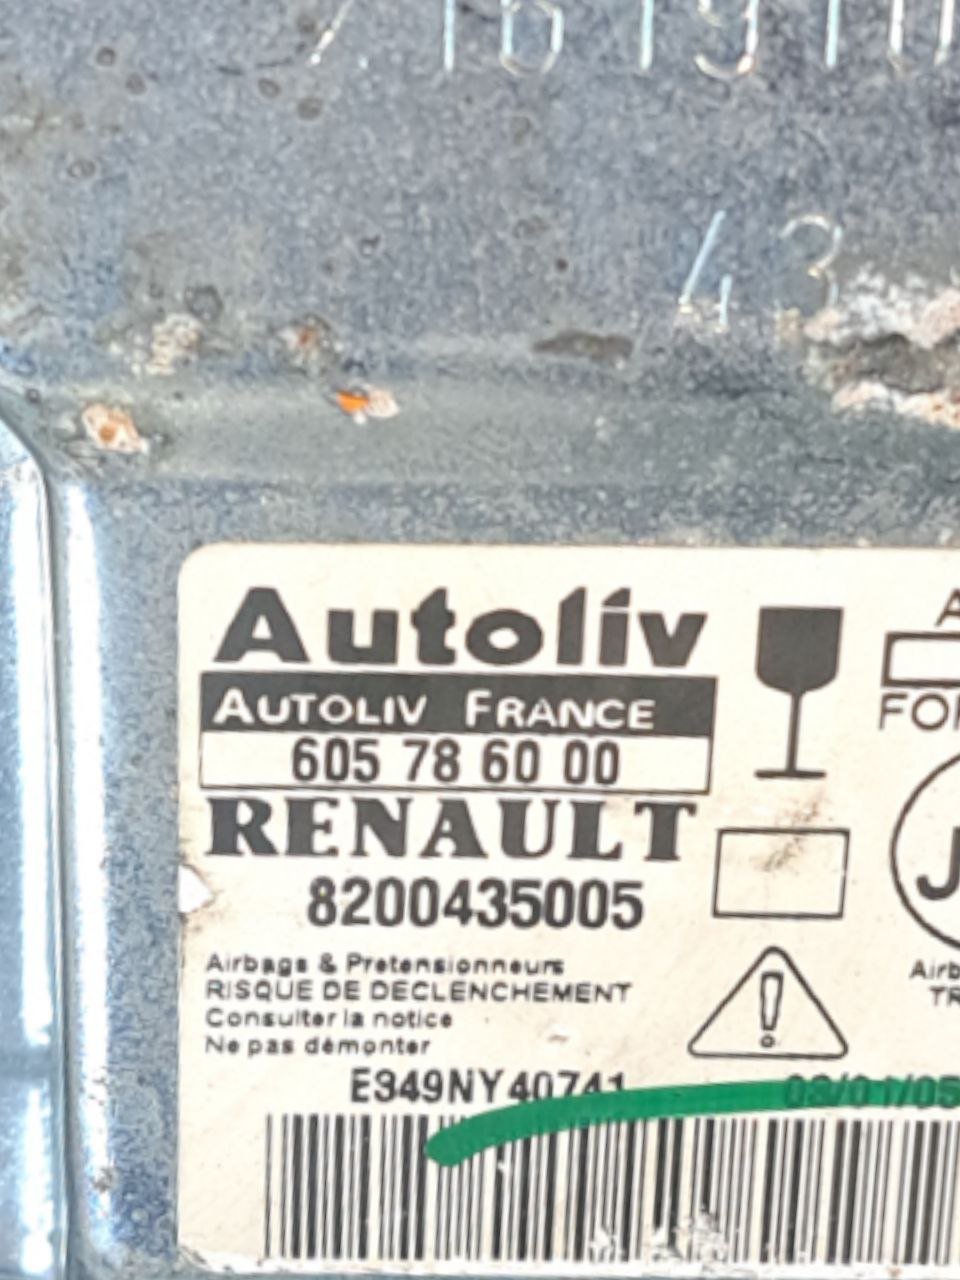 43
Autoliv
AUTOLIV FRANCE
605 78 60 00
RENAULT
8200435005
Airbags & Pretensionneurs
RISQUE DE DECLENCHEMENT
Consulter la notice
Ne pas démonter
E349NY40741